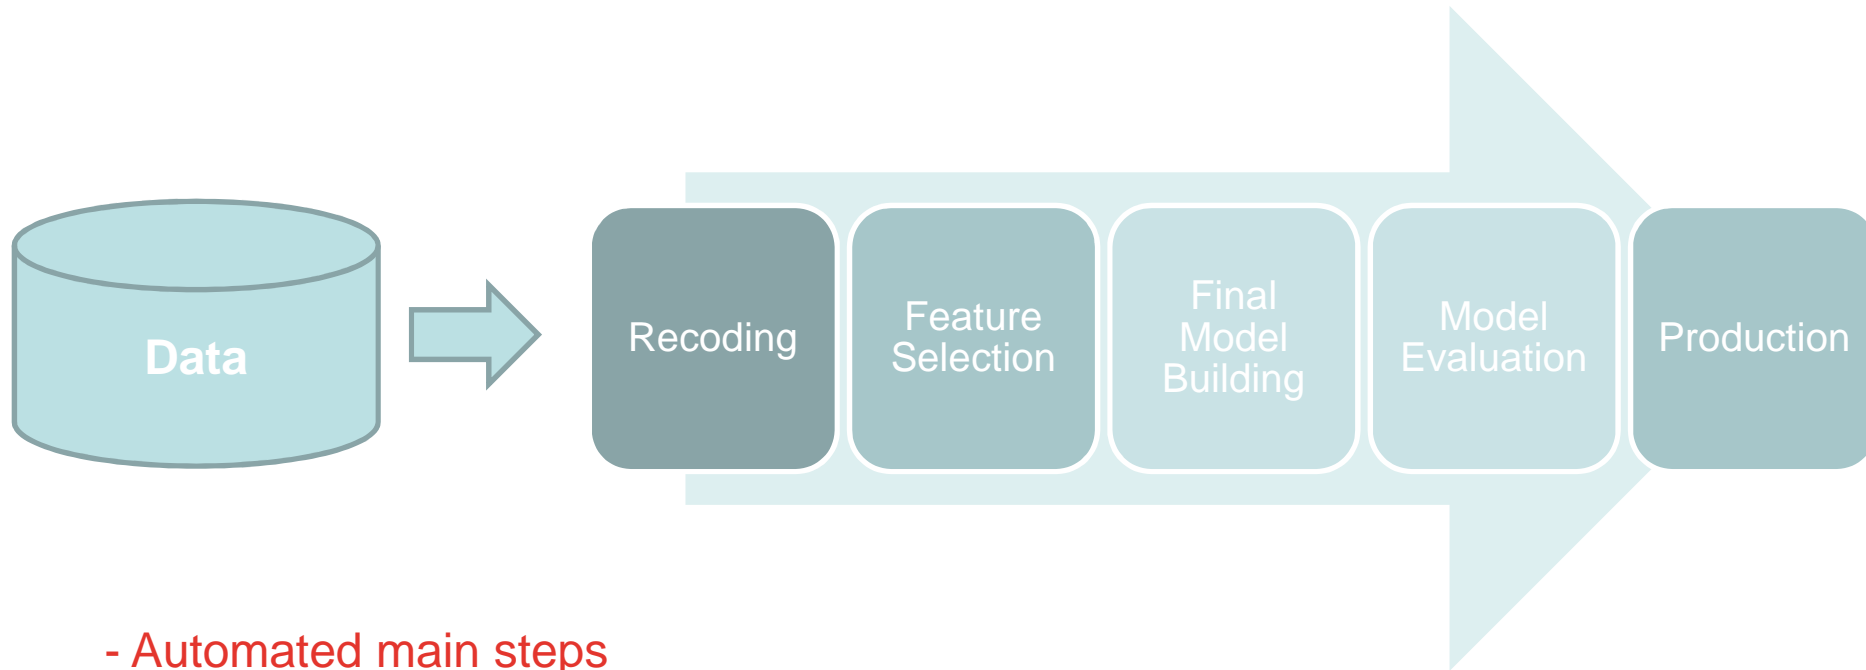 Data
Recoding
Feature
Selection
Final
Model
Building
Model
Evaluation
Production
- Automated main steps